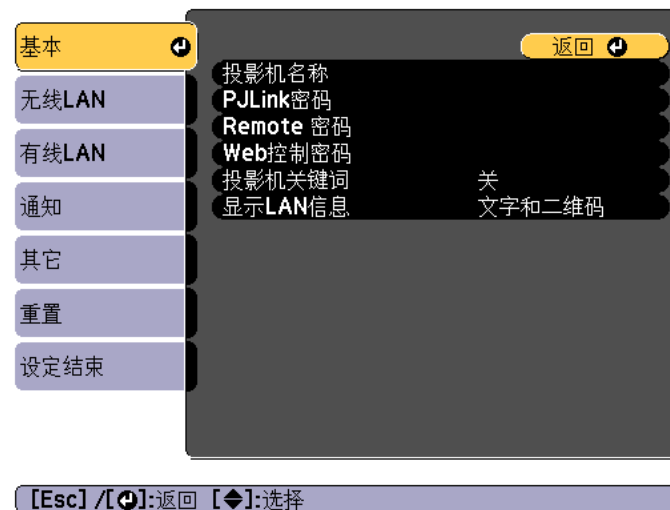 基本
返回
投影机名称
无线LAN
PJLink密码
Remote 密码
有线LAN
Web控制密码
投影机关键词 关
通知
显示LAN信息 文字和二维码
其它
重置
设定结束
[Esc] /[ ]:返回 [ ]:选择